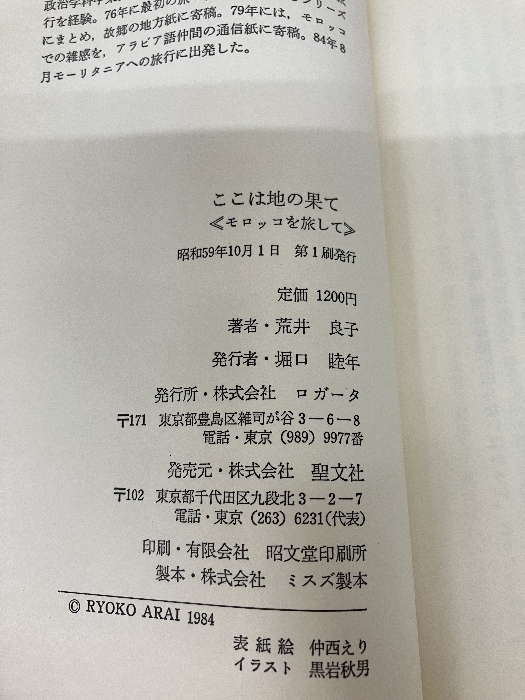 政治学科
シリーズ
行を経験。76年に最初の旅
にまとめ，故郷の地方紙に寄稿。79年には，モロッコ
での雑感を，アラビア語仲間の通信紙に寄稿。84年8
月モーリタニアへの旅行に出発した。
ここは地の果て
≪モロッコを旅して≫
昭和59年10月1日　第1刷発行
定価 1200円
著者・荒井　良子
発行者・堀口　睦年
発行所・株式会社　ロガータ
〒171　東京都豊島区雑司が谷3―6―8
電話・東京（989）9977番
発売元・株式会社　聖文社
〒102　東京都千代田区九段北3―2―7
電話・東京（263）6231（代表）
印刷・有限会社　昭文堂印刷所
製本・株式会社　ミスズ製本
© RYOKO ARAI 1984
表紙絵　仲西えり
イラスト　黒岩秋男